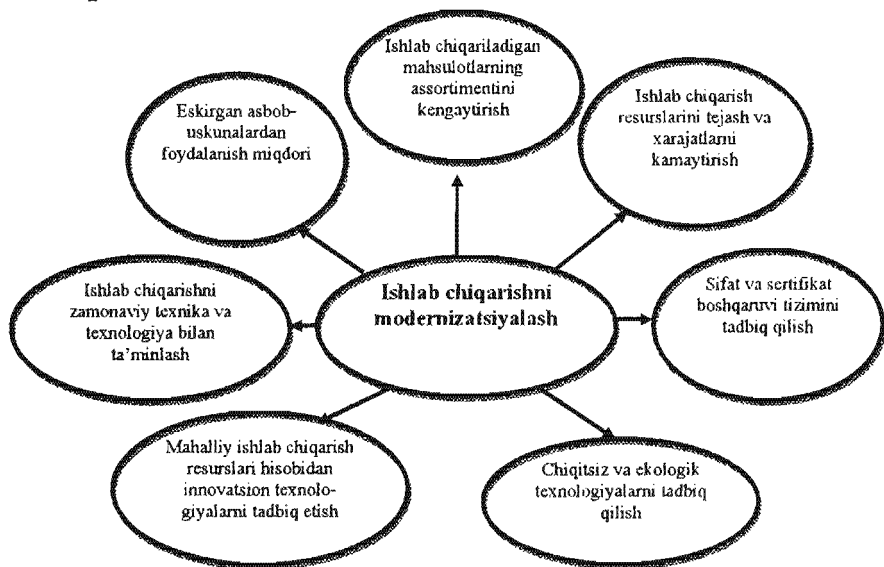 Ishlab chiqariladigan
mahsulotlarning
assortimentini
kengaytirish
Eskirgan asbob-
uskunalardan
foydalanish miqdori
Ishlab chiqarish
resurslarini tejash va
xarajatlarni
kamaytirish
Ishlab chiqarishni
zamonaviy texnika va
texnologiya bilan
ta'minlash
Ishlab chiqarishni
modernizatsiyalash
Sifat va sertifikat
boshqaruvi tizimini
tadbiq qilish
Mahalliy ishlab chiqarish
resurslari hisobidan
innovatsion texnolo-
giyalarni tadbiq etish
Chiqitsiz va ekologik
texnologiyalarni tadbiq
qilish